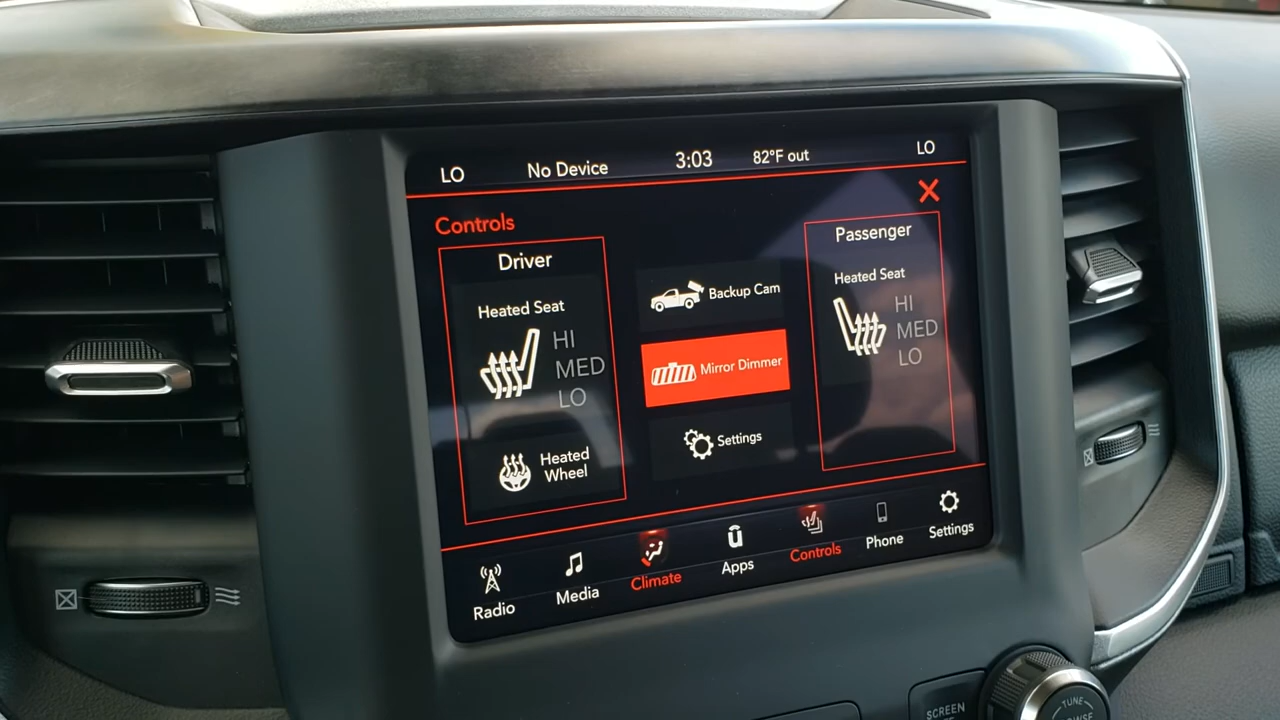 LO No Device 3:03 82°F out LO
Controls
Driver
Heated Seat
HI
MED
LO
Heated
Wheel
Backup Cam
Mirror Dimmer
Settings
Passenger
Heated Seat
HI
MED
LO
Radio Media Climate Apps Controls Phone Settings
SCREEN
TUNE